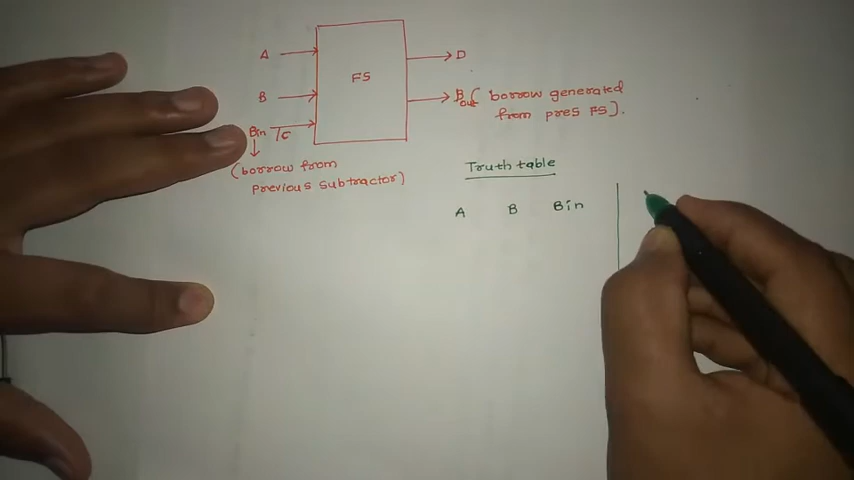 A
FS
D
B
Bout ( borrow generated
from pres FS ).
Bin / c
( borrow from
previous subtractor )
Truth table
A B Bin